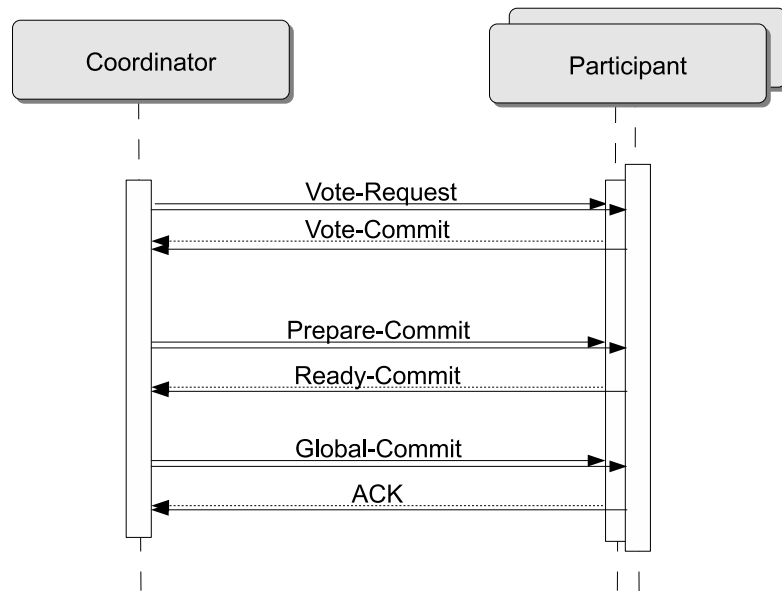 Coordinator
Participant
Vote-Request
Vote-Commit
Prepare-Commit
Ready-Commit
Global-Commit
ACK